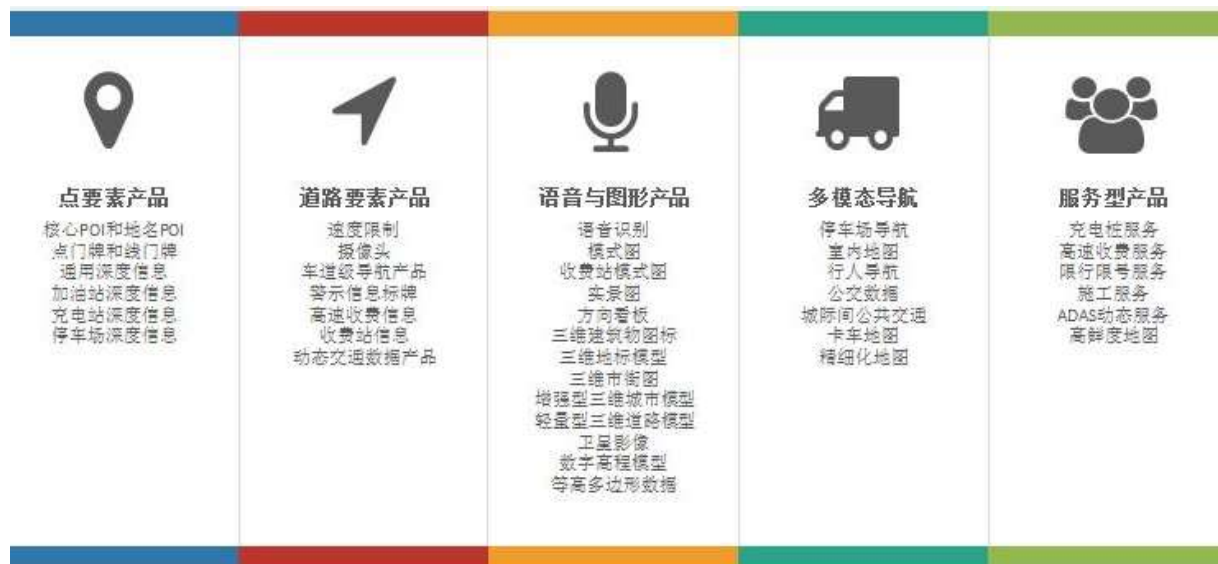 点要素产品
核心POI和地名POI
点门牌和线门牌
通用深度信息
加油站深度信息
充电站深度信息
停车场深度信息
道路要素产品
速度限制
摄像头
车道级导航产品
警示信息标牌
高速收费信息
收费站信息
动态交通数据产品
语音与图形产品
语音识别
模式图
收费站模式图
实景图
方向看板
三维建筑物图标
三维地标模型
三维市街图
增强型三维城市模型
轻量型三维道路模型
卫星影像
数字高程模型
等高多边形数据
多模态导航
停车场导航
室内地图
行人导航
公交数据
城际间公共交通
卡车地图
精细化地图
服务型产品
充电桩服务
高速收费服务
限行限号服务
施工服务
ADAS动态服务
高鲜度地图